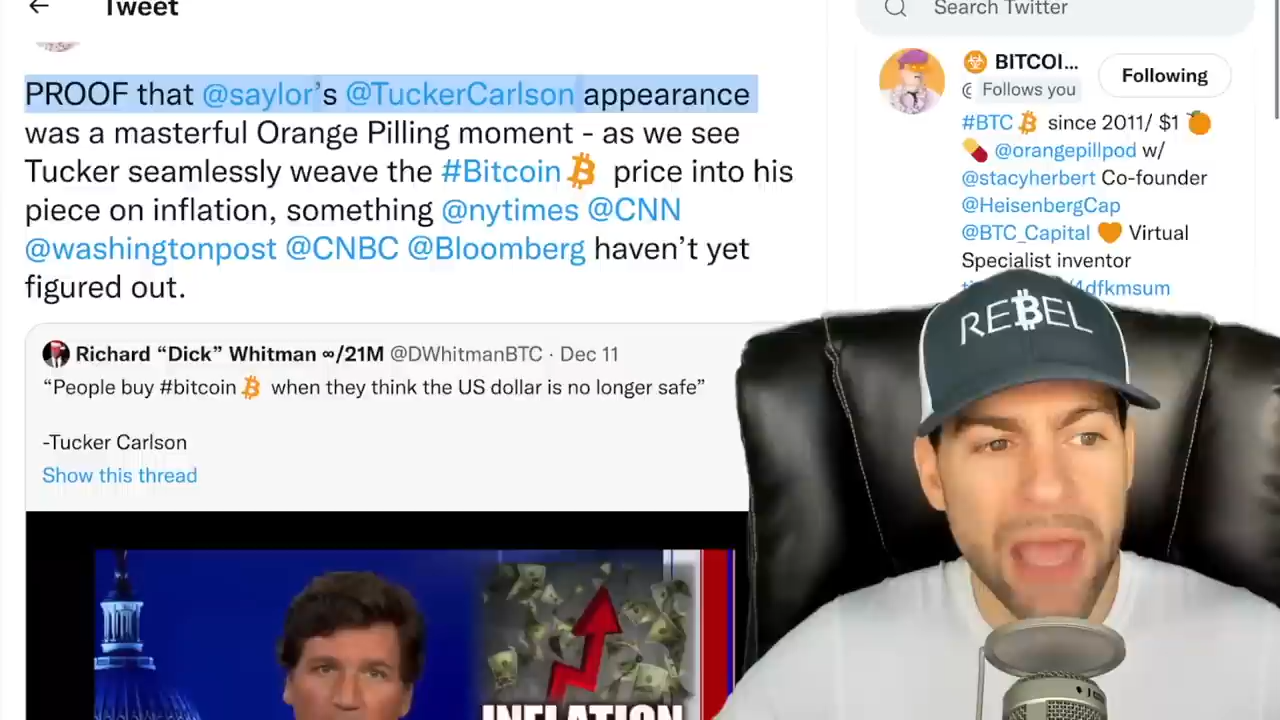 Tweet
PROOF that @saylor's @TuckerCarlson appearance
was a masterful Orange Pilling moment - as we see
Tucker seamlessly weave the #Bitcoin price into his
piece on inflation, something @nytimes @CNN
@washingtonpost @CNBC @Bloomberg haven't yet
figured out.
Richard “Dick” Whitman ∞/21M @DWhitmanBTC · Dec 11
“People buy #bitcoin when they think the US dollar is no longer safe”
-Tucker Carlson
Show this thread
INFLATION
Search Twitter
BITCOI...
Following
Follows you
#BTC since 2011/ $1
@orangepillpod w/
@stacyherbert Co-founder
@HeisenbergCap
@BTC_Capital Virtual
Specialist inventor
4dfkmsum
REBEL